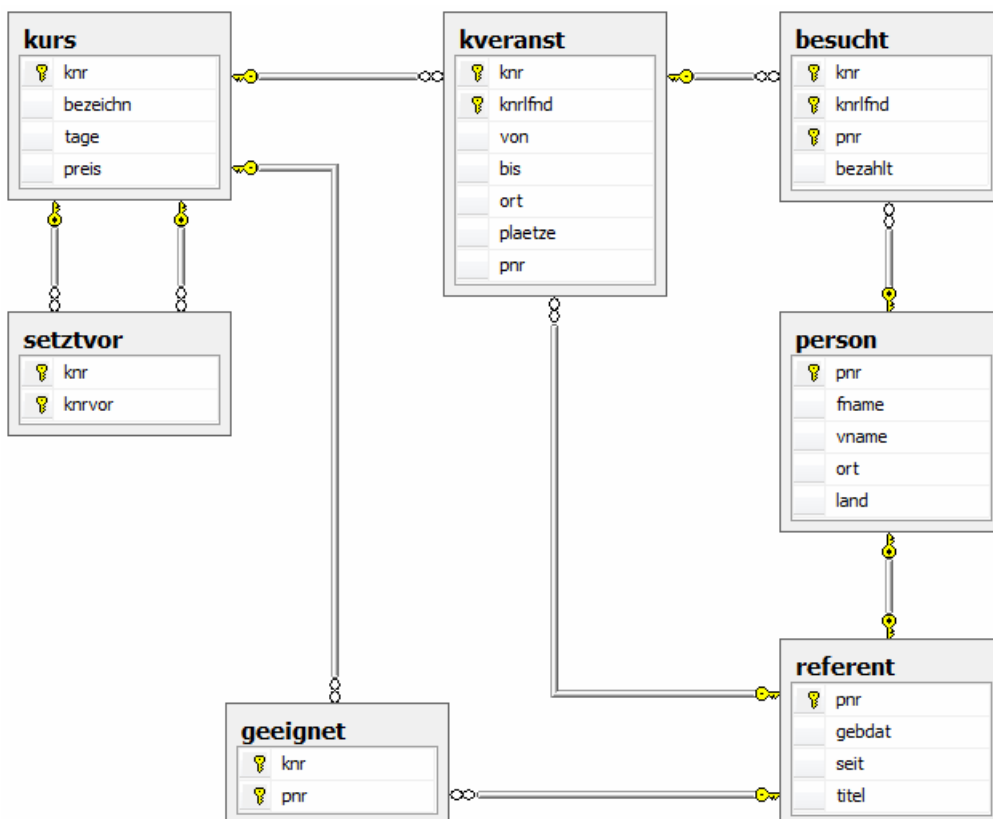 kurs
knr
bezeichn
tage
preis
kveranst
knr
knrlfnd
von
bis
ort
plaetze
pnr
besucht
knr
knrlfnd
pnr
bezahlt
setztvor
knr
knrvor
person
pnr
fname
vname
ort
land
geeignet
knr
pnr
referent
pnr
gebdat
seit
titel